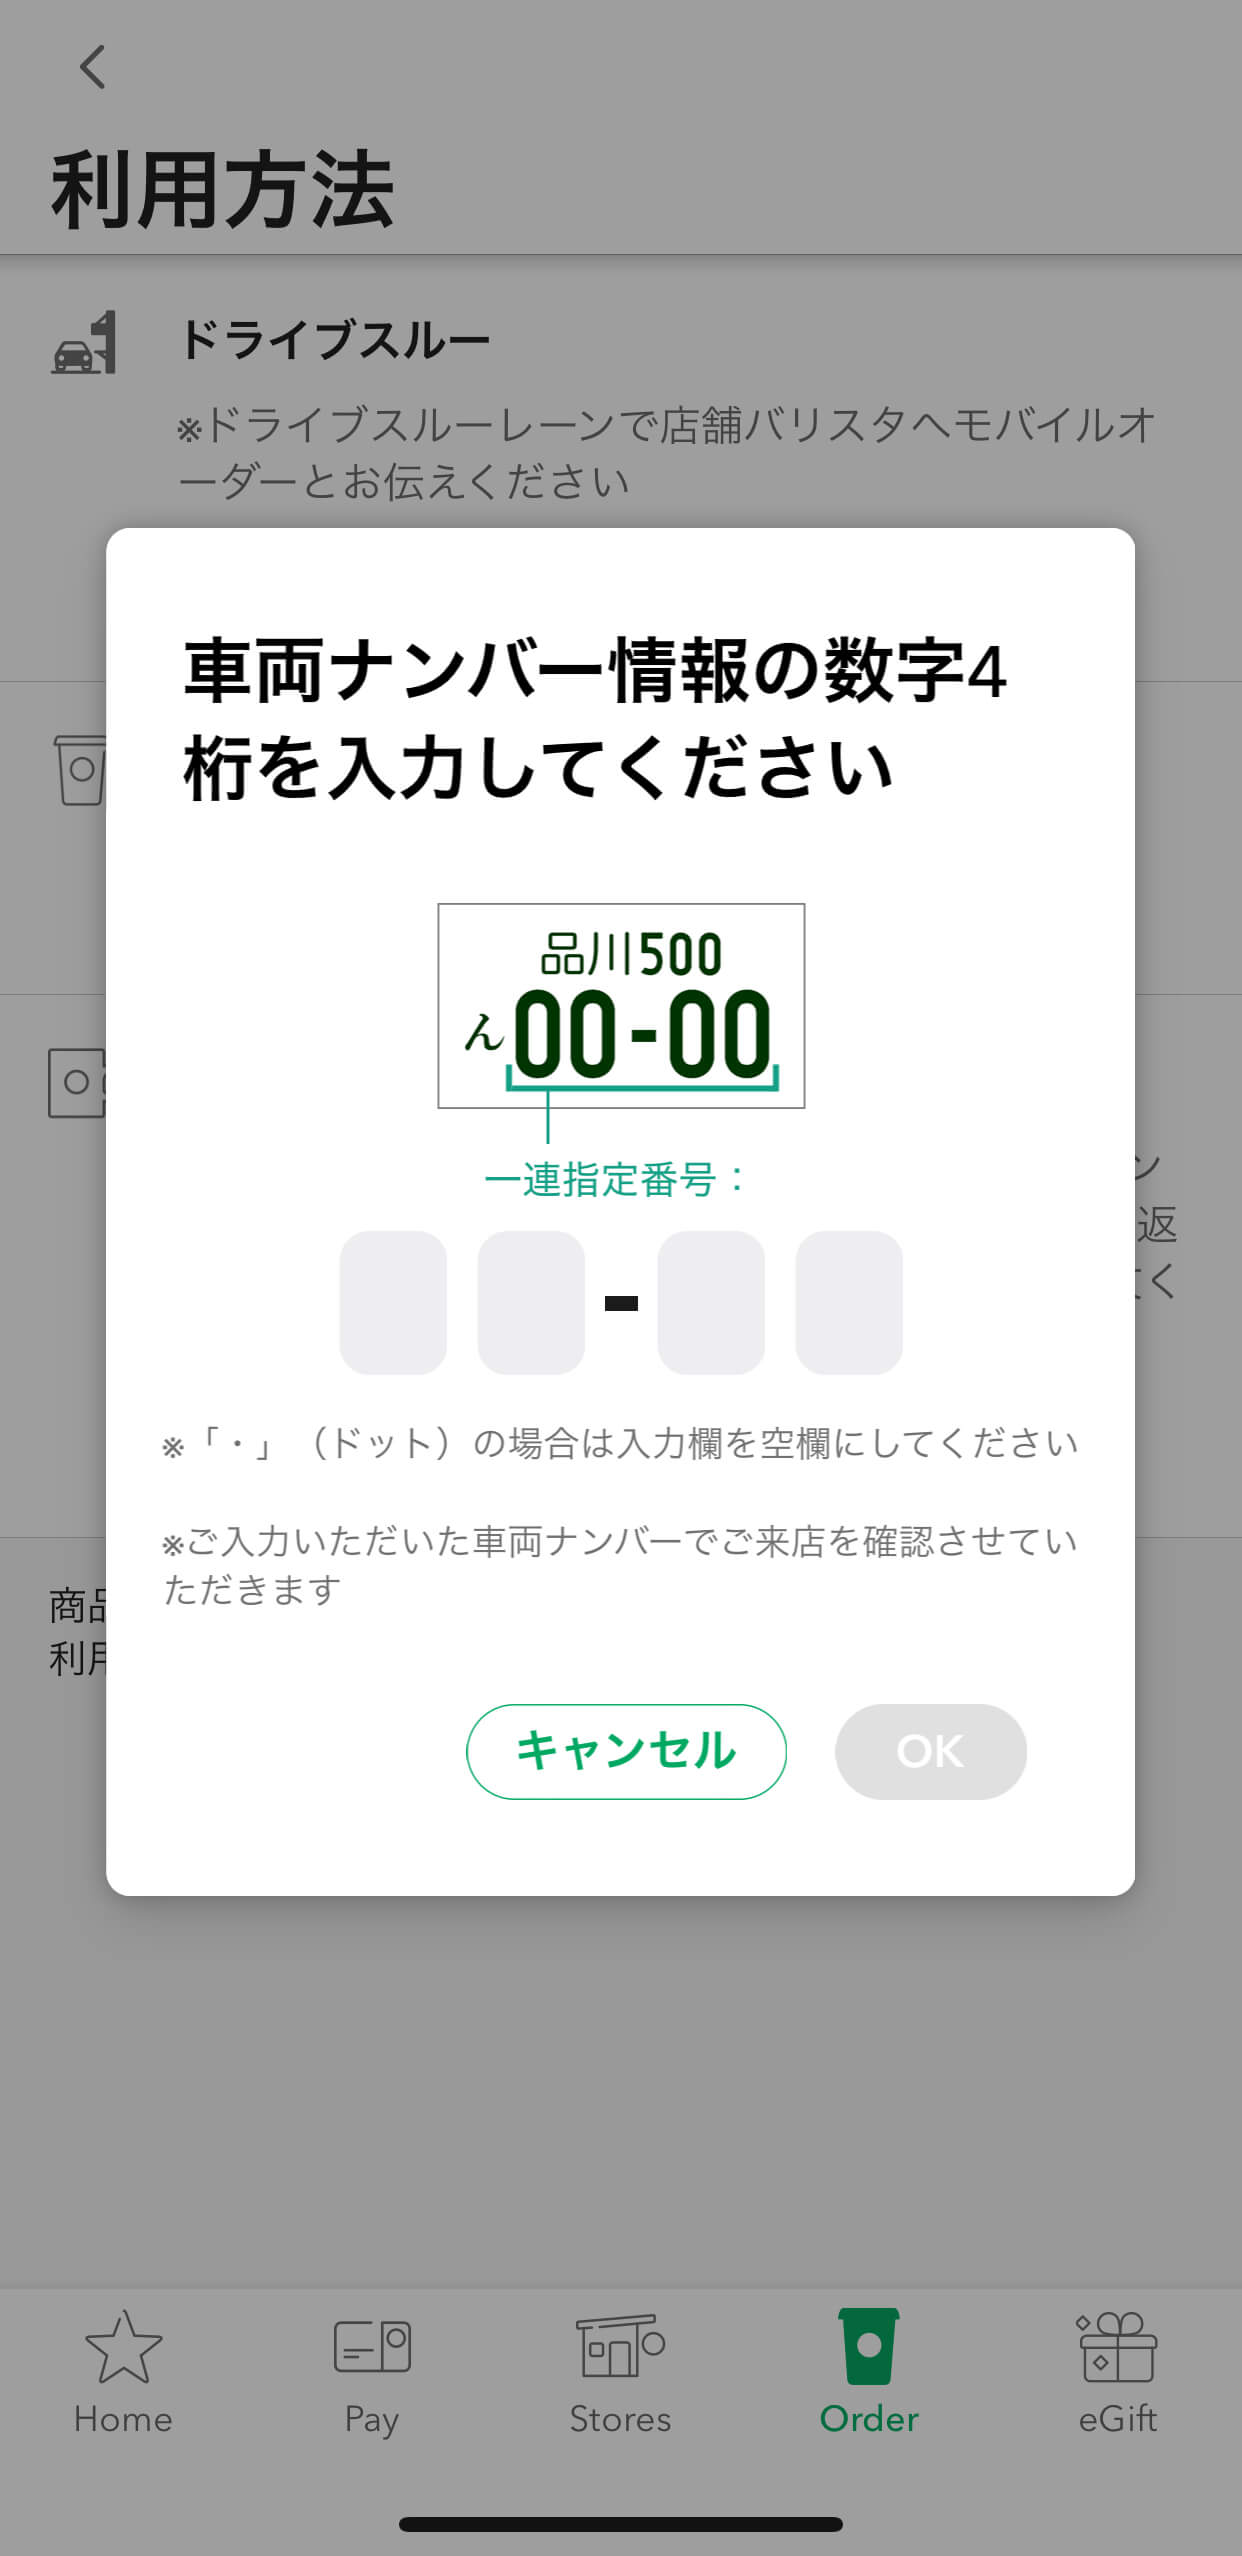 利用方法
ドライブスルー
※ドライブスルーレーンで店舗バリスタへモバイルオ
ーダーとお伝えください
車両ナンバー情報の数字4
桁を入力してください
品川500
ん00-00
一連指定番号：
ン
返
てく
-
※「・」（ドット）の場合は入力欄を空欄にしてください
※ご入力いただいた車両ナンバーでご来店を確認させてい
ただきます
商品
利用
キャンセル
OK
Home
Pay
Stores
Order
eGift